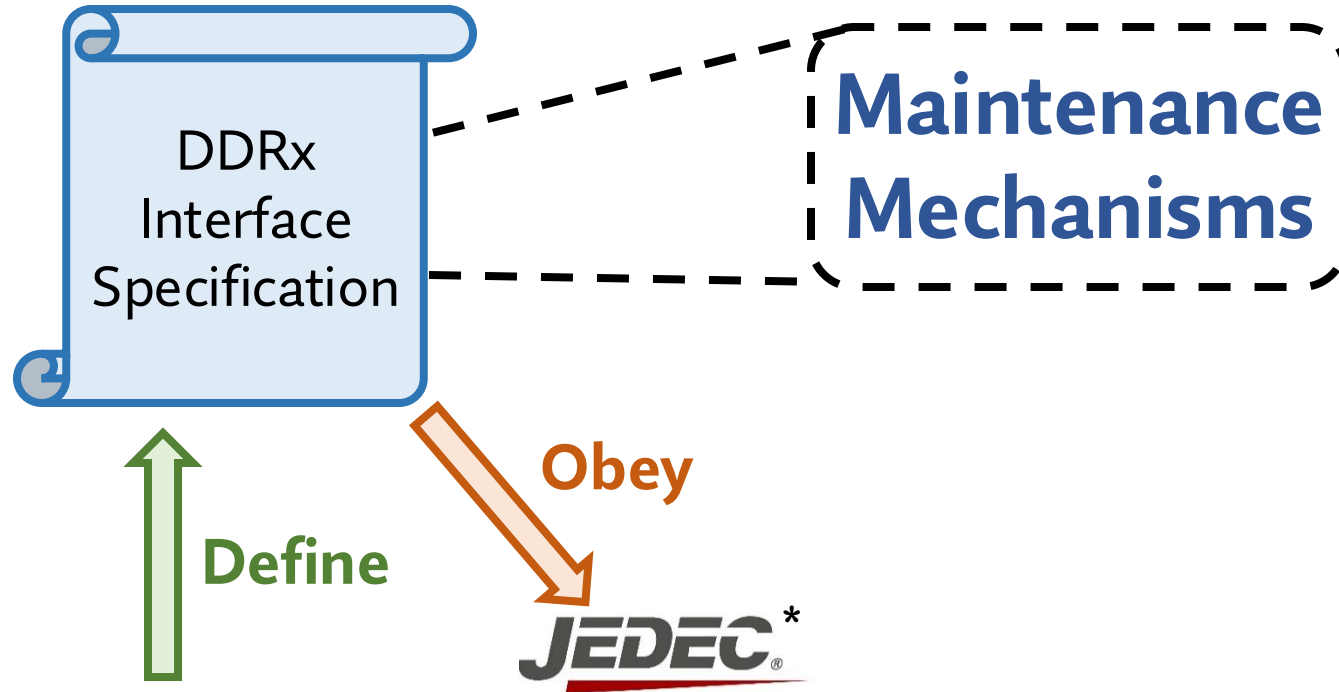 DDRx
Interface
Specification
Maintenance
Mechanisms
Obey
Define
JEDEC®*